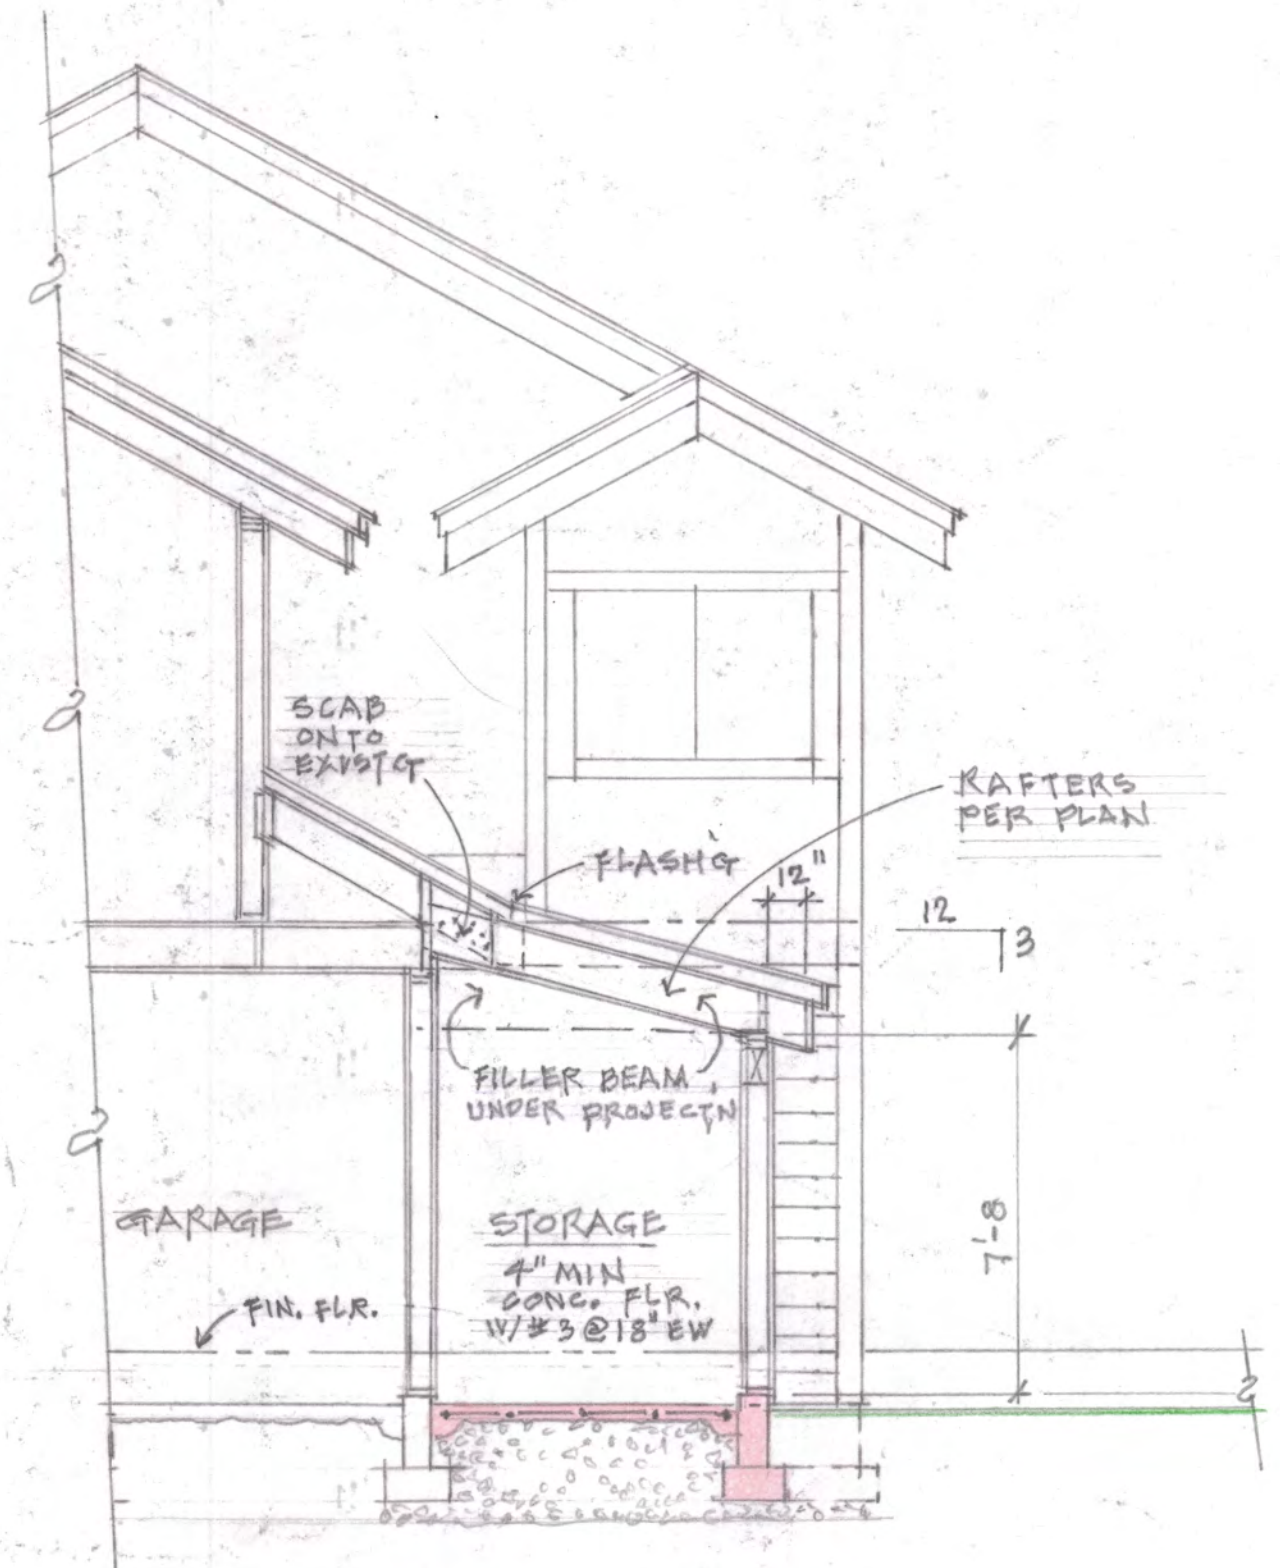 SCAB
ONTO
EXIST'G
FLASH'G
RAFTERS
PER PLAN
12"
12
3
FILLER BEAM
UNDER PROJECT'N
7'-8
GARAGE
STORAGE
4" MIN
CONC. FLR.
W/#3 @ 18" EW
FIN. FLR.